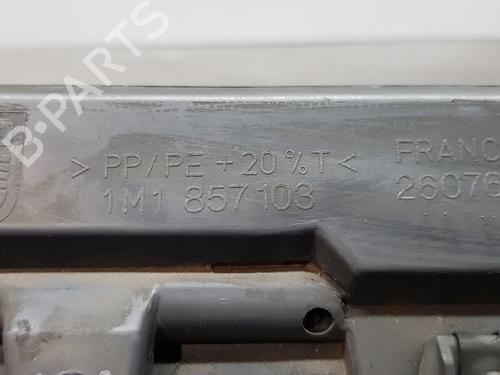 B-PARTS
> PP/PE + 20%T <
1M1 857 103
FRANC
26076